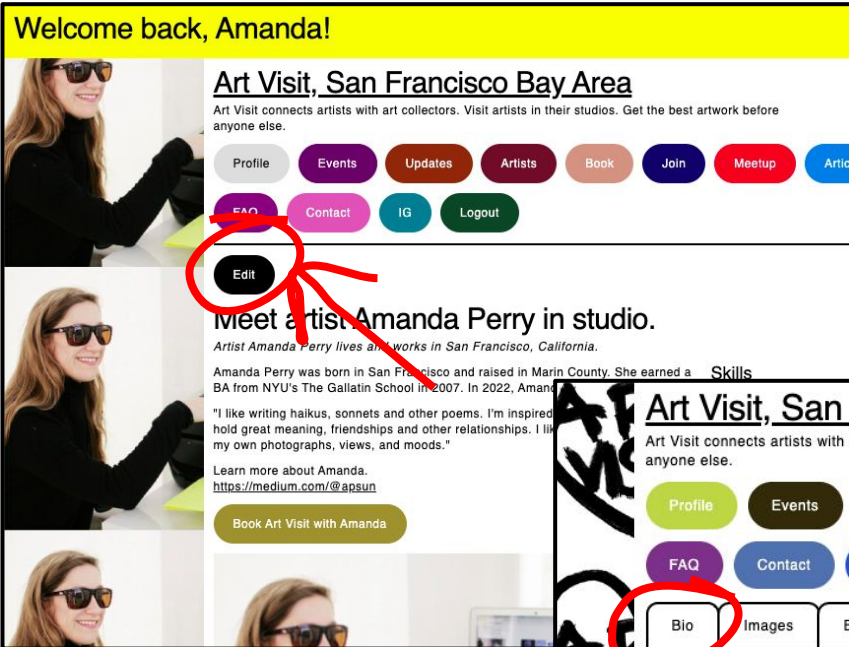 Welcome back, Amanda!
Art Visit, San Francisco Bay Area
Art Visit connects artists with art collectors. Visit artists in their studios. Get the best artwork before
anyone else.
Profile Events Updates Artists Book Join Meetup
FAQ Contact IG Logout
Edit
Meet artist Amanda Perry in studio.
Artist Amanda Perry lives and works in San Francisco, California.
Amanda Perry was born in San Francisco and raised in Marin County. She earned a
BA from NYU's The Gallatin School in 2007. In 2022,
"I like writing haikus, sonnets and other poems. I'm inspired
hold great meaning, friendships and other relationships. I
my own photographs, views, and moods."
Learn more about Amanda.
https://medium.com/@apsun
Book Art Visit with Amanda
Skills
Art Visit, San
Art Visit connects artists with
anyone else.
Profile Events
FAQ Contact
Bio Images